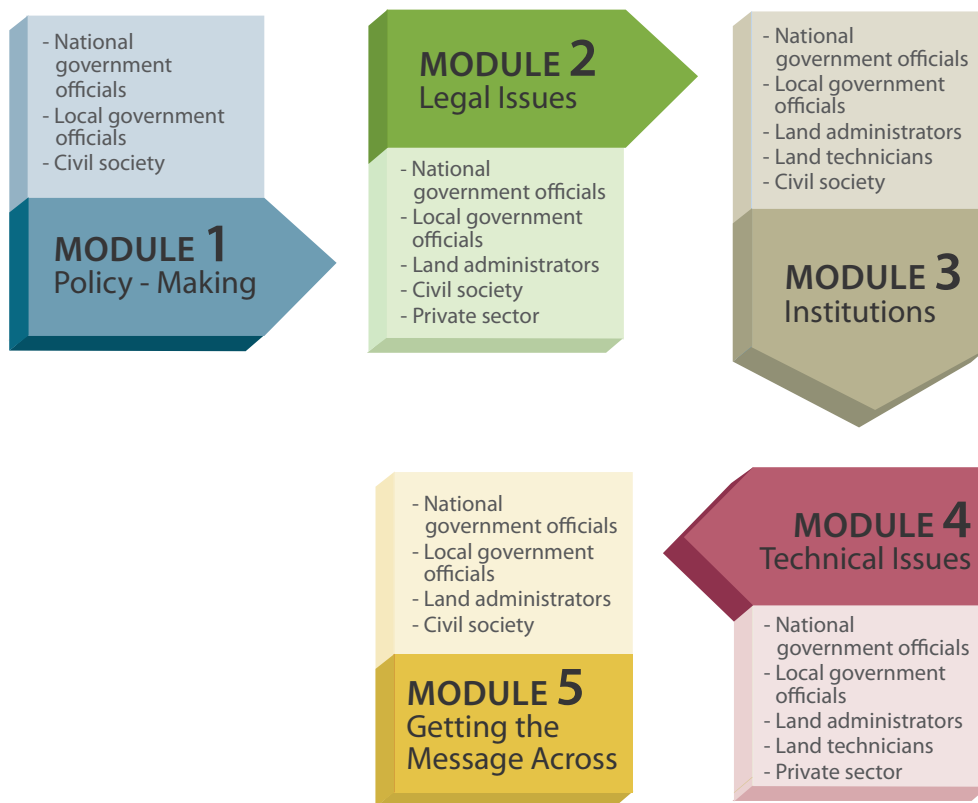 - National
government
officials
- Local government
officials
- Civil society
MODULE 1
Policy - Making
MODULE 2
Legal Issues
- National
government officials
- Local government
officials
- Land administrators
- Civil society
- Private sector
- National
government officials
- Local government
officials
- Land administrators
- Land technicians
- Civil society
MODULE 3
Institutions
MODULE 4
Technical Issues
- National
government officials
- Local government
officials
- Land administrators
- Land technicians
- Private sector
- National
government officials
- Local government
officials
- Land administrators
- Civil society
MODULE 5
Getting the
Message Across